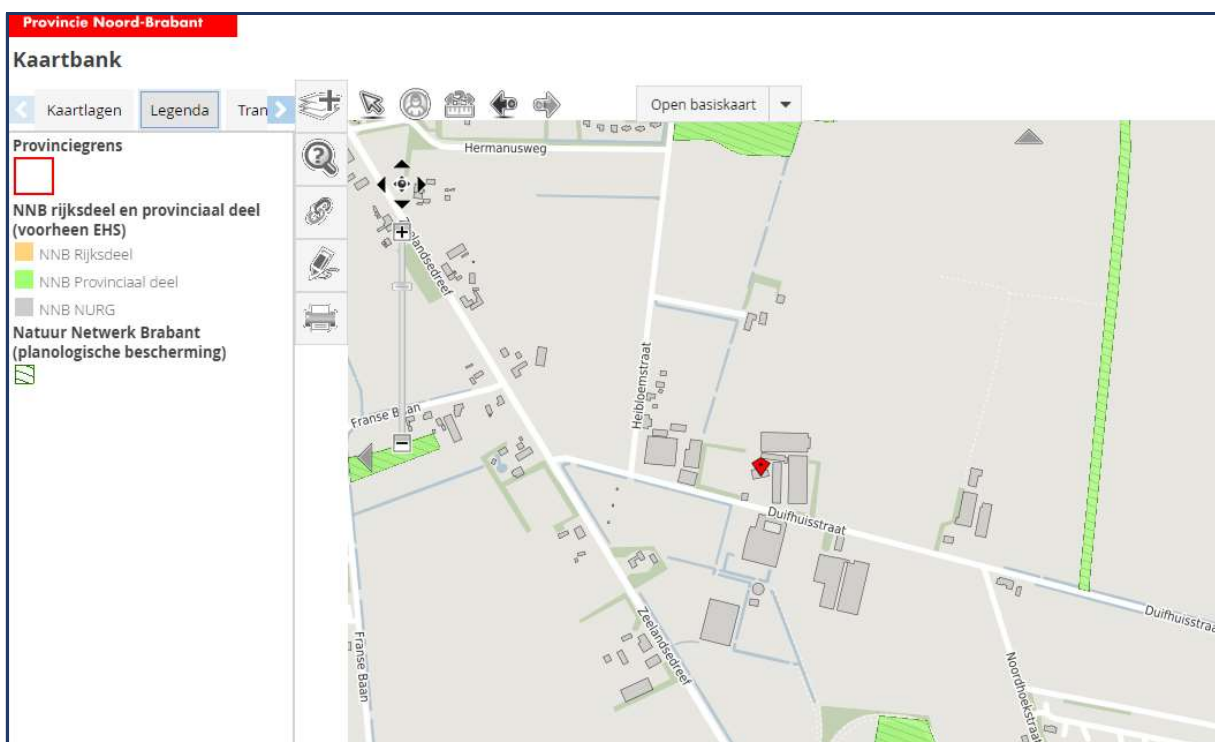 Provincie Noord-Brabant
Kaartbank
Kaartlagen
Legenda
Tran
Open basiskaart
Provinciegrens
NNB rijksdeel en provinciaal deel
(voorheen EHS)
NNB Rijksdeel
NNB Provinciaal deel
NNB NURG
Natuur Netwerk Brabant
(planologische bescherming)
Hermanusweg
Zeelandsedreef
Heibloemstraat
Franse Baan
Duifhuisstraat
Duifhuisstraa
Zeelandsedreef
Franse Baan
Noordhoekstraat